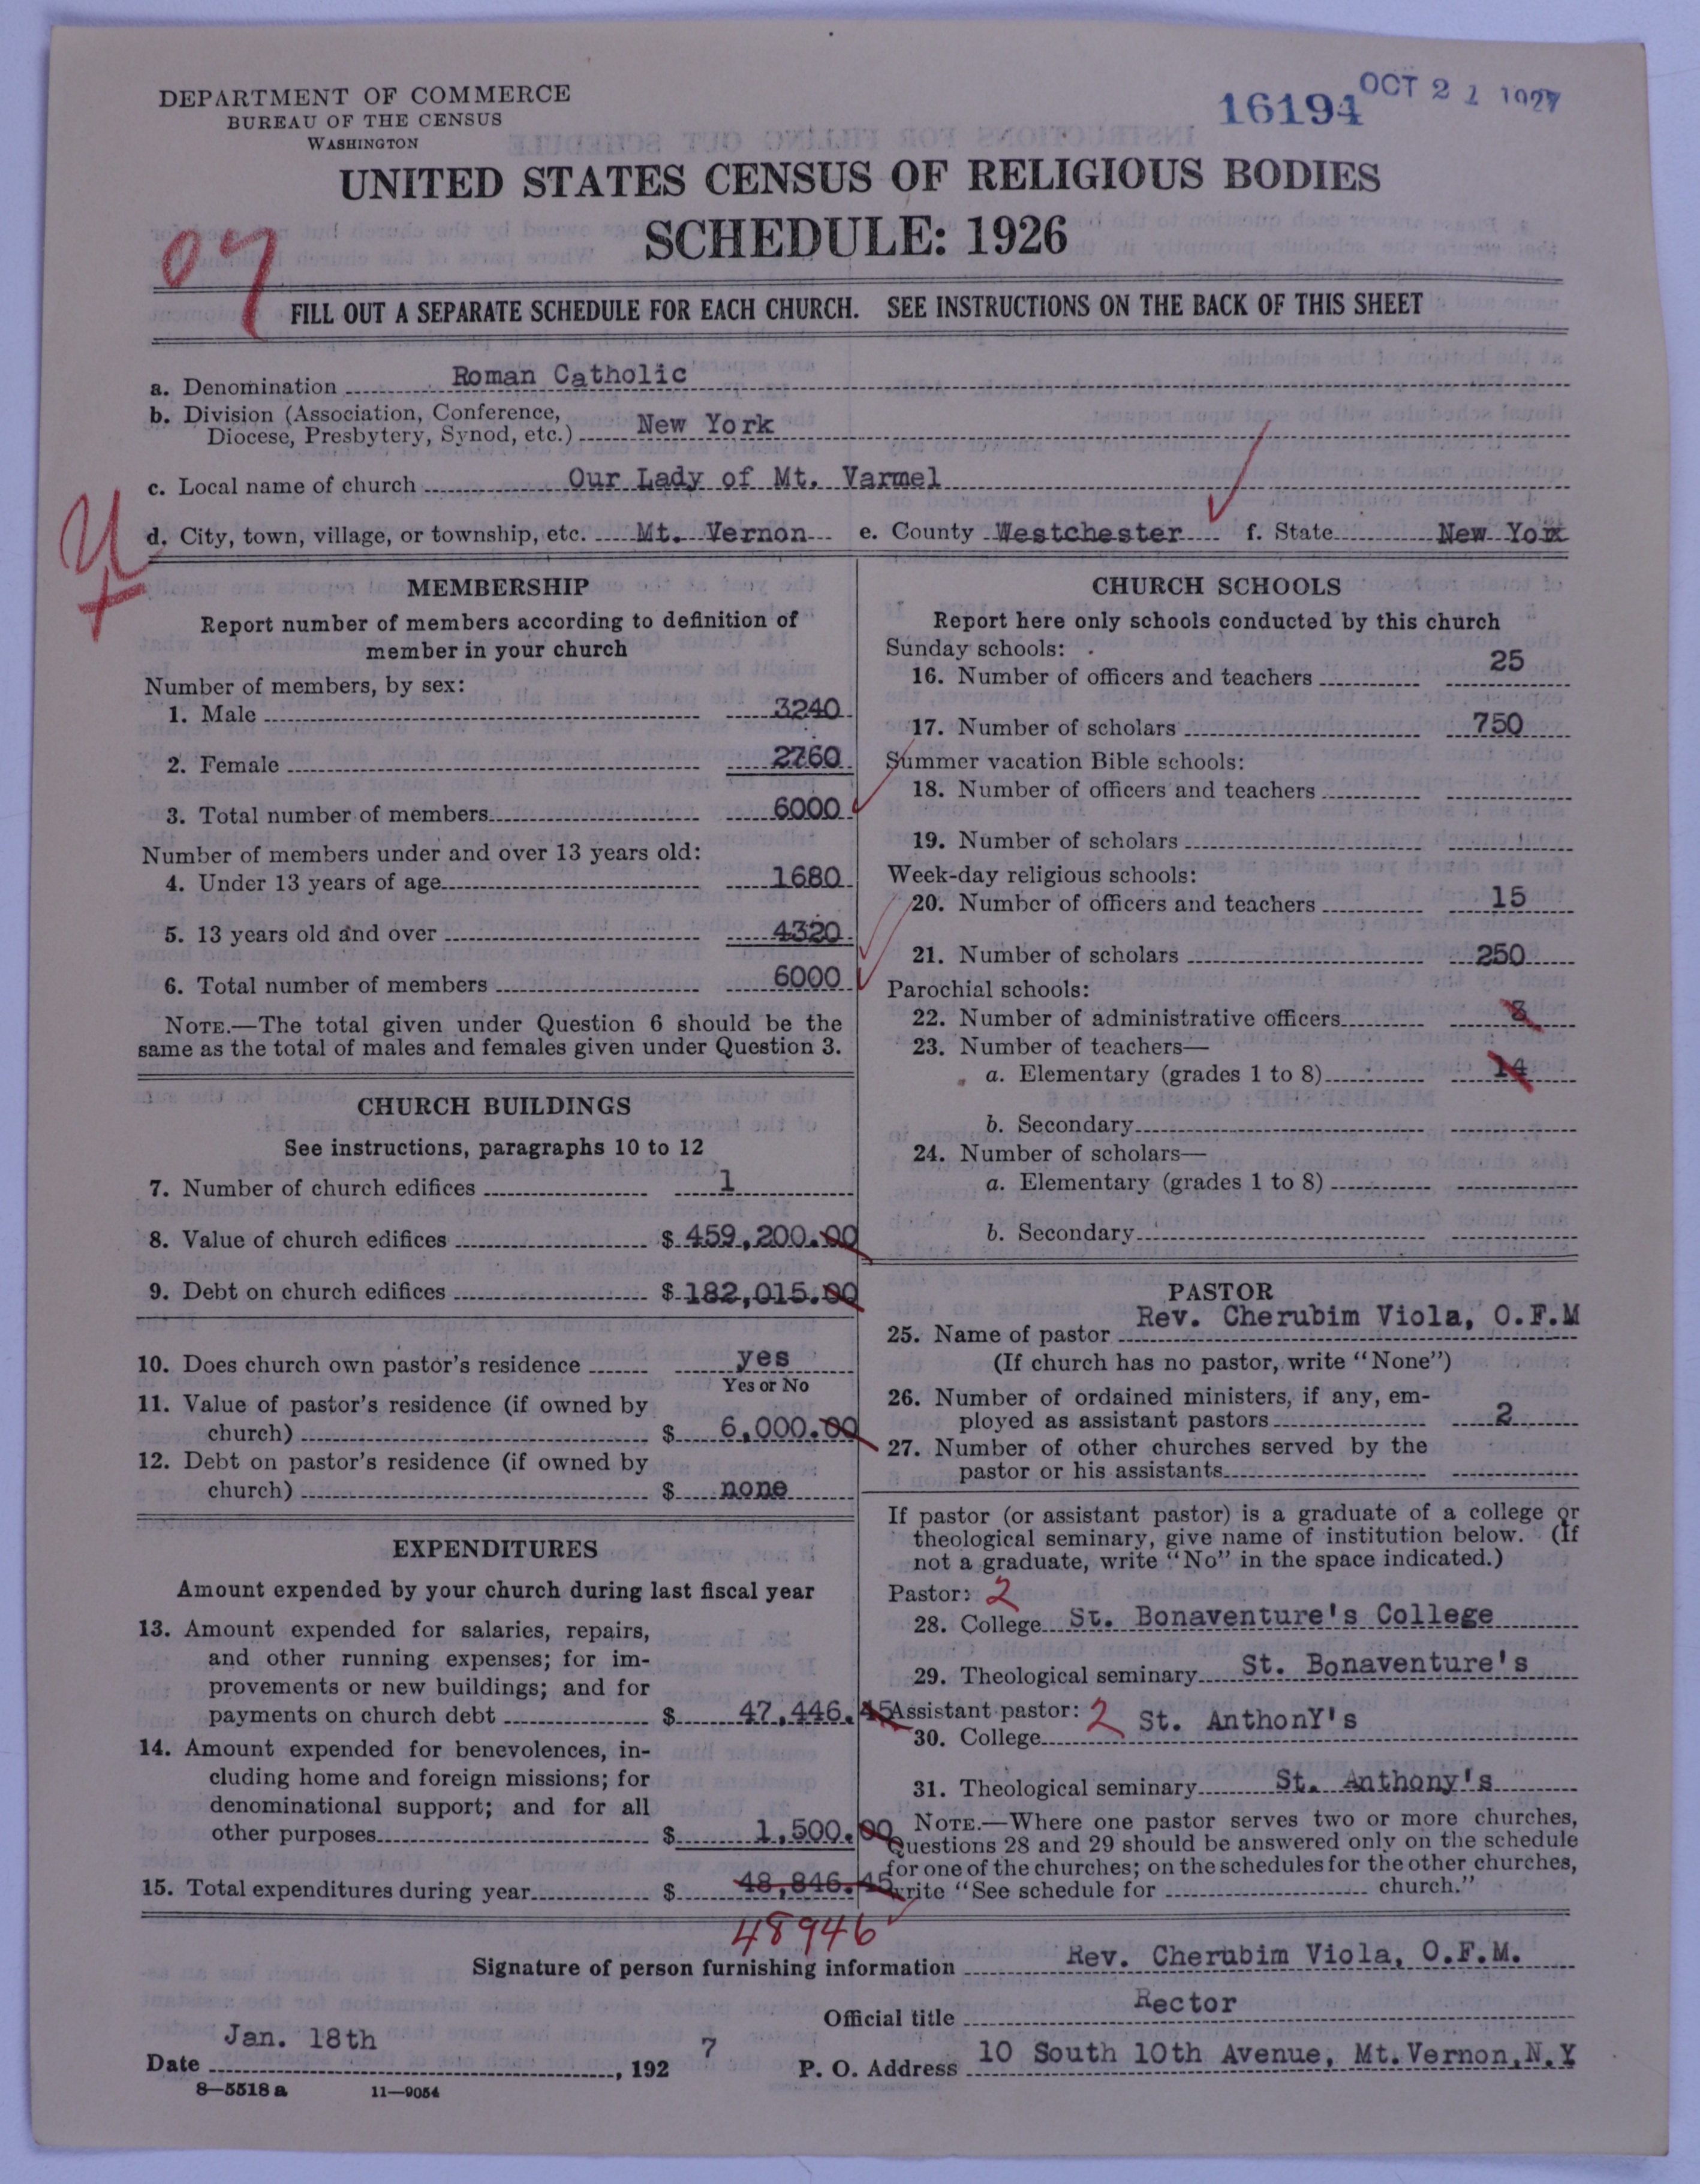 DEPARTMENT OF COMMERCE
BUREAU OF THE CENSUS
WASHINGTON
16194 OCT 21 1927
UNITED STATES CENSUS OF RELIGIOUS BODIES
SCHEDULE: 1926
07
FILL OUT A SEPARATE SCHEDULE FOR EACH CHURCH. SEE INSTRUCTIONS ON THE BACK OF THIS SHEET
a. Denomination Roman Catholic
b. Division (Association, Conference,
Diocese, Presbytery, Synod, etc.) New York
c. Local name of church Our Lady of Mt. Varmel
d. City, town, village, or township, etc. Mt. Vernon e. County Westchester f. State New York
MEMBERSHIP
Report number of members according to definition of
member in your church
Number of members, by sex:
1. Male 3240
2. Female 2760
3. Total number of members 6000
Number of members under and over 13 years old:
4. Under 13 years of age 1680
5. 13 years old and over 4320
6. Total number of members 6000
NOTE.—The total given under Question 6 should be the
same as the total of males and females given under Question 3.
CHURCH BUILDINGS
See instructions, paragraphs 10 to 12
7. Number of church edifices 1
8. Value of church edifices $ 459,200.00
9. Debt on church edifices $ 182,015.00
10. Does church own pastor's residence yes
Yes or No
11. Value of pastor's residence (if owned by
church) $ 6,000.00
12. Debt on pastor's residence (if owned by
church) $ none
EXPENDITURES
Amount expended by your church during last fiscal year
13. Amount expended for salaries, repairs,
and other running expenses; for im-
provements or new buildings; and for
payments on church debt $ 47,446.45
14. Amount expended for benevolences, in-
cluding home and foreign missions; for
denominational support; and for all
other purposes $ 1,500.00
15. Total expenditures during year $ 48,846.45
48946
CHURCH SCHOOLS
Report here only schools conducted by this church
Sunday schools:
16. Number of officers and teachers 25
17. Number of scholars 750
Summer vacation Bible schools:
18. Number of officers and teachers
19. Number of scholars
Week-day religious schools:
20. Number of officers and teachers 15
21. Number of scholars 250
Parochial schools:
22. Number of administrative officers 8
23. Number of teachers—
a. Elementary (grades 1 to 8) 14
b. Secondary
24. Number of scholars—
a. Elementary (grades 1 to 8)
b. Secondary
PASTOR
25. Name of pastor Rev. Cherubim Viola, O.F.M
(If church has no pastor, write "None")
26. Number of ordained ministers, if any, em-
ployed as assistant pastors 2
27. Number of other churches served by the
pastor or his assistants
If pastor (or assistant pastor) is a graduate of a college or
theological seminary, give name of institution below. (If
not a graduate, write "No" in the space indicated.)
Pastor: 2
28. College St. Bonaventure's College
29. Theological seminary St. Bonaventure's
Assistant pastor: 2
30. College St. AnthonY's
31. Theological seminary St. Anthony's
NOTE.—Where one pastor serves two or more churches,
Questions 28 and 29 should be answered only on the schedule
for one of the churches; on the schedules for the other churches,
write "See schedule for church."
Signature of person furnishing information Rev. Cherubim Viola, O.F.M.
Official title Rector
Date Jan. 18th, 192 7 P. O. Address 10 South 10th Avenue, Mt. Vernon, N.Y
8—5518 a 11—9054